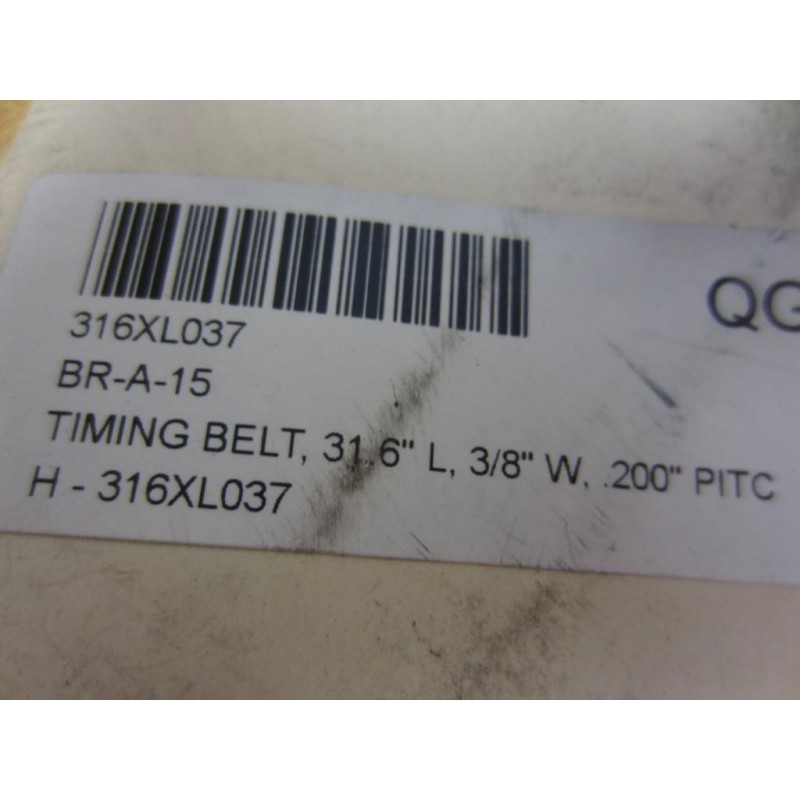 QG
316XL037
BR-A-15
TIMING BELT, 31.6" L, 3/8" W, .200" PITC
H - 316XL037